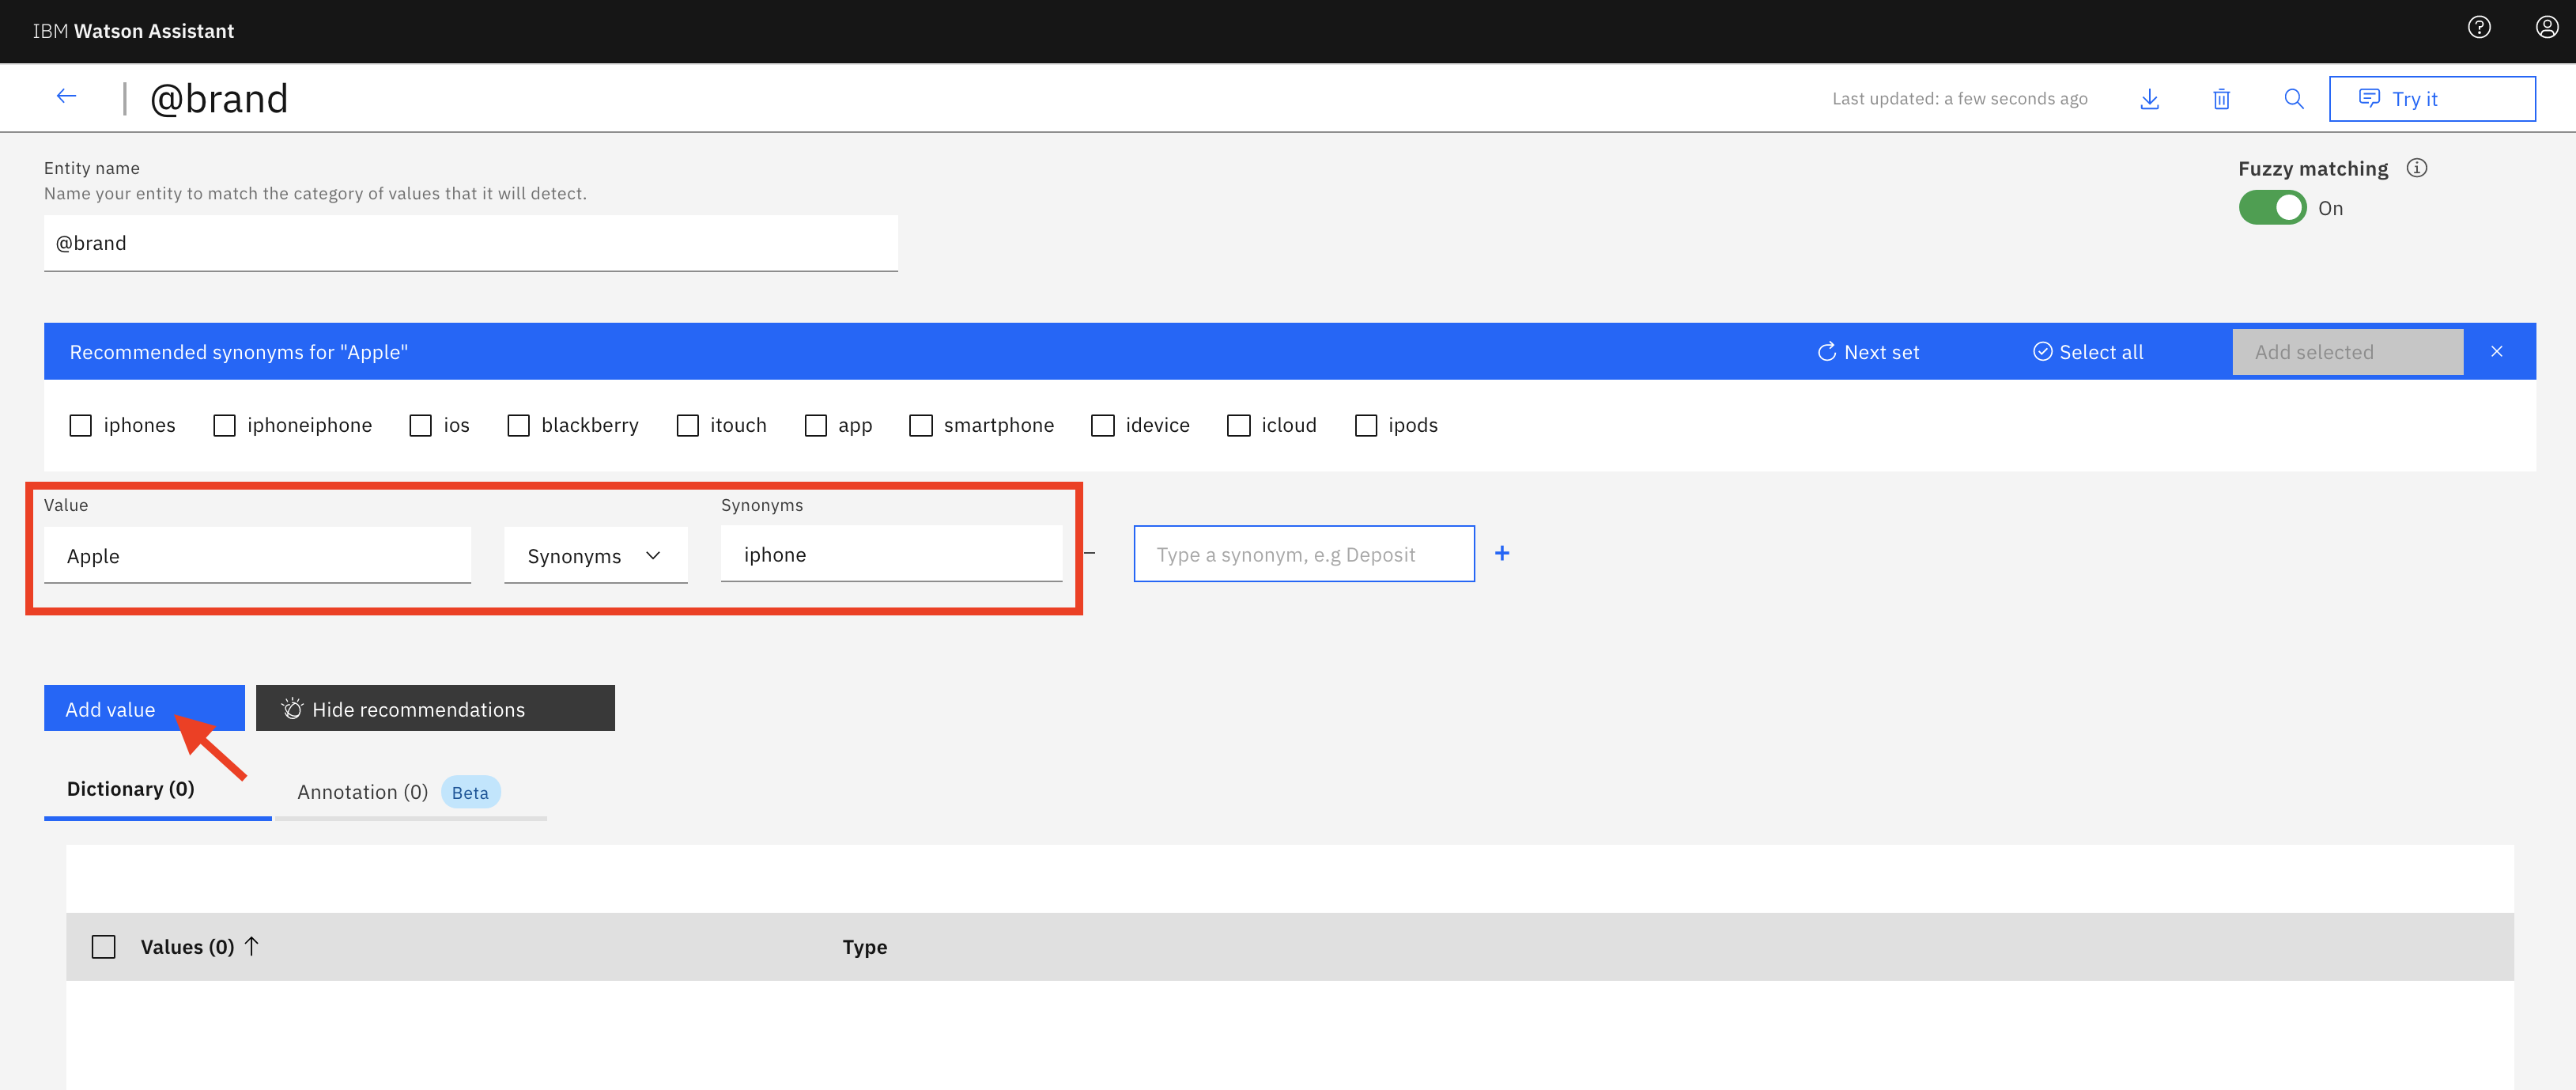 IBM Watson Assistant
@brand
Last updated: a few seconds ago
Try it
Entity name
Name your entity to match the category of values that it will detect.
@brand
Fuzzy matching
On
Recommended synonyms for "Apple"
Next set
Select all
Add selected
iphones iphoneiphone ios blackberry itouch app smartphone idevice icloud ipods
Value
Synonyms
Apple
Synonyms
iphone
Type a synonym, e.g Deposit
Add value
Hide recommendations
Dictionary (0)
Annotation (0) Beta
Values (0)
Type